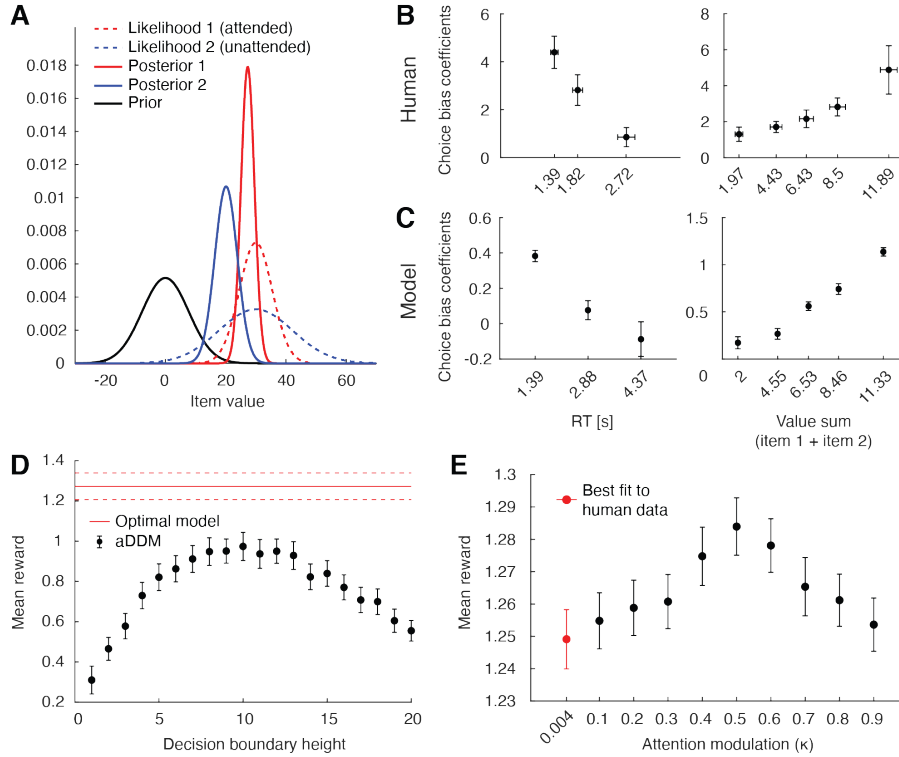 A
Likelihood 1 (attended)
Likelihood 2 (unattended)
Posterior 1
Posterior 2
Prior
0.018
0.016
0.014
0.012
0.01
0.008
0.006
0.004
0.002
0
-20 0 20 40 60
Item value
B
Human
Choice bias coefficients
6
4
2
0
1.39 1.82 2.72
8
6
4
2
0
1.97 4.43 6.43 8.5 11.89
C
Model
Choice bias coefficients
0.6
0.4
0.2
0
-0.2
1.39 2.88 4.37
RT [s]
1.5
1
0.5
0
2 4.55 6.53 8.46 11.33
Value sum
(item 1 + item 2)
D
Mean reward
1.4
1.2
1
0.8
0.6
0.4
0.2
Optimal model
aDDM
0 5 10 15 20
Decision boundary height
E
Mean reward
1.3
1.29
1.28
1.27
1.26
1.25
1.24
1.23
Best fit to
human data
0.004 0.1 0.2 0.3 0.4 0.5 0.6 0.7 0.8 0.9
Attention modulation (κ)